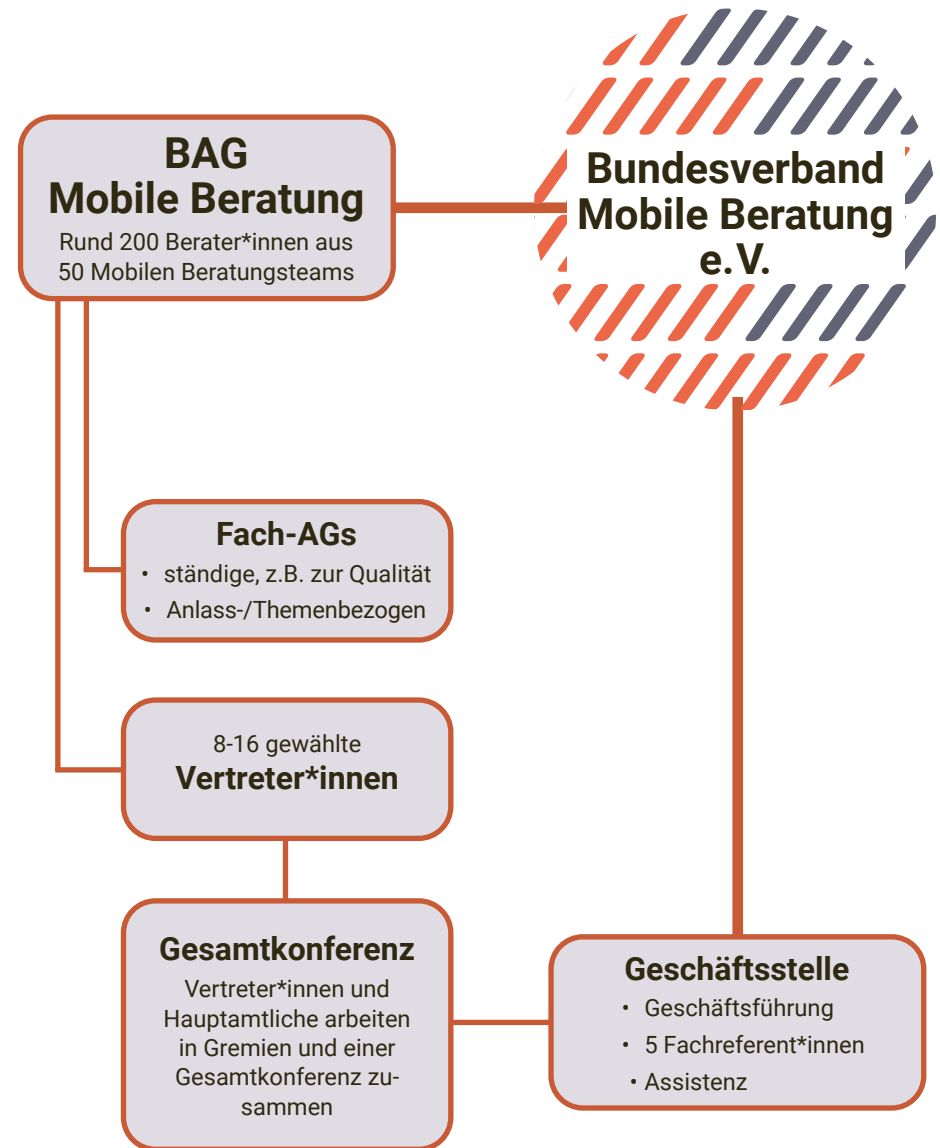 BAG
Mobile Beratung
Rund 200 Berater*innen aus
50 Mobilen Beratungsteams
Bundesverband
Mobile Beratung
e.V.
Fach-AGs
• ständige, z.B. zur Qualität
• Anlass-/Themenbezogen
8-16 gewählte
Vertreter*innen
Gesamtkonferenz
Vertreter*innen und
Hauptamtliche arbeiten
in Gremien und einer
Gesamtkonferenz zu-
sammen
Geschäftsstelle
• Geschäftsführung
• 5 Fachreferent*innen
• Assistenz